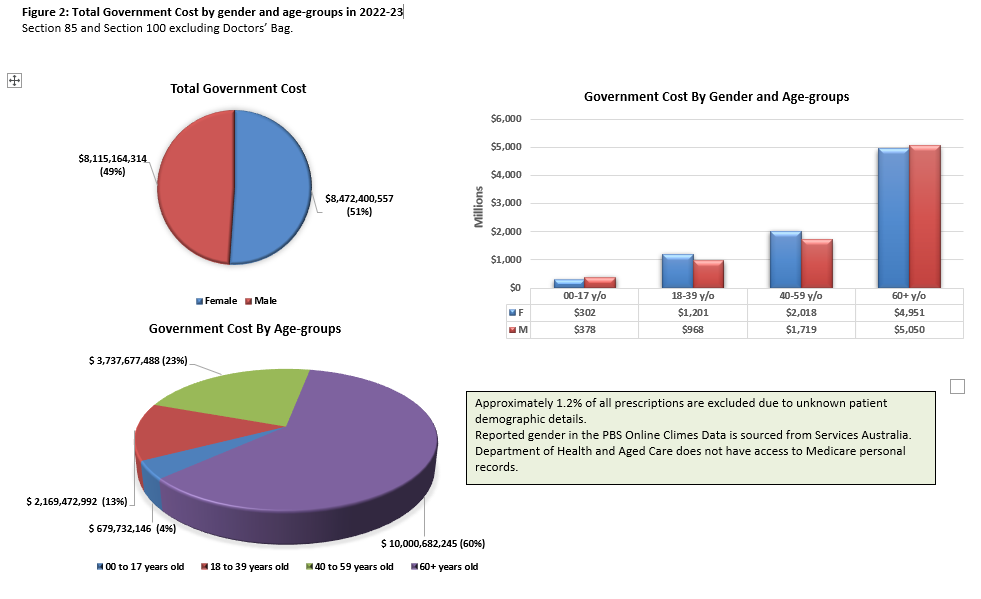 Figure 2: Total Government Cost by gender and age-groups in 2022-23
Section 85 and Section 100 excluding Doctors' Bag.
Total Government Cost
$8,115,164,314
(49%)
$8,472,400,557
(51%)
Female Male
Government Cost By Gender and Age-groups
Millions
$6,000
$5,000
$4,000
$3,000
$2,000
$1,000
$0
00-17 y/o 18-39 y/o 40-59 y/o 60+ y/o
F $302 $1,201 $2,018 $4,951
M $378 $968 $1,719 $5,050
Government Cost By Age-groups
$ 3,737,677,488 (23%)
$ 2,169,472,992 (13%)
$ 679,732,146 (4%)
$ 10,000,682,245 (60%)
00 to 17 years old 18 to 39 years old 40 to 59 years old 60+ years old
Approximately 1.2% of all prescriptions are excluded due to unknown patient
demographic details.
Reported gender in the PBS Online Climes Data is sourced from Services Australia.
Department of Health and Aged Care does not have access to Medicare personal
records.